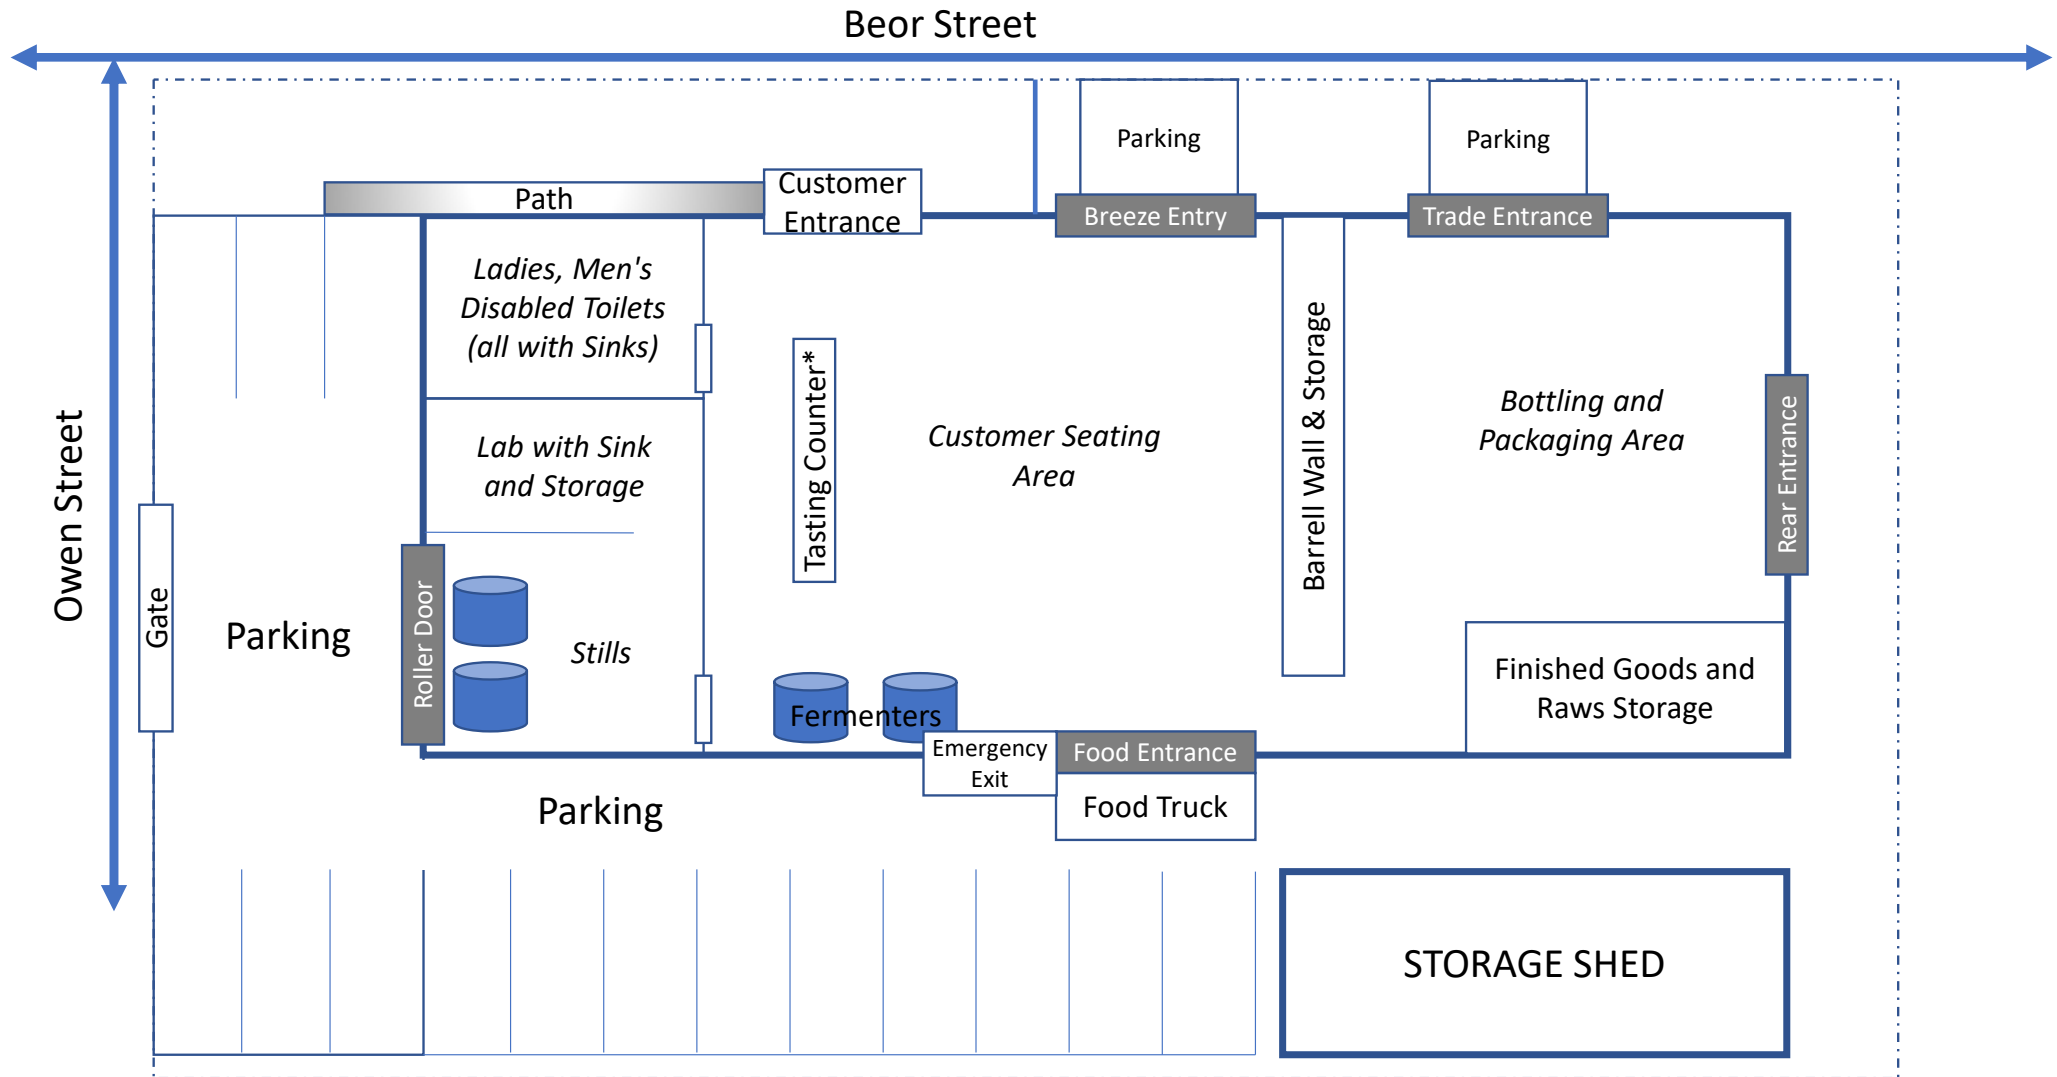 Beor Street
Parking
Parking
Customer
Entrance
Path
Breeze Entry
Trade Entrance
Ladies, Men's
Disabled Toilets
(all with Sinks)
Lab with Sink
and Storage
Tasting Counter*
Customer Seating
Area
Barrell Wall & Storage
Bottling and
Packaging Area
Rear Entrance
Owen Street
Gate
Parking
Roller Door
Stills
Fermenters
Finished Goods and
Raws Storage
Emergency
Exit
Food Entrance
Food Truck
Parking
STORAGE SHED